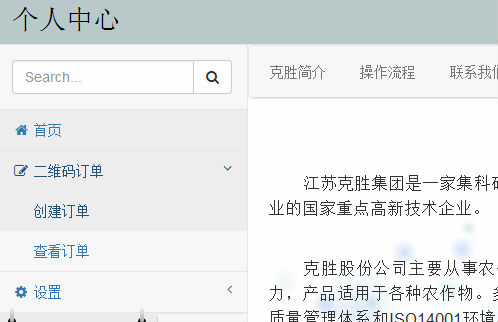 个人中心
Search...
克胜简介 操作流程 联系我们
首页
二维码订单
创建订单
查看订单
设置
江苏克胜集团是一家集科研
业的国家重点高新技术企业。
克胜股份公司主要从事农
力，产品适用于各种农作物。多
质量管理体系和ISO14001环境